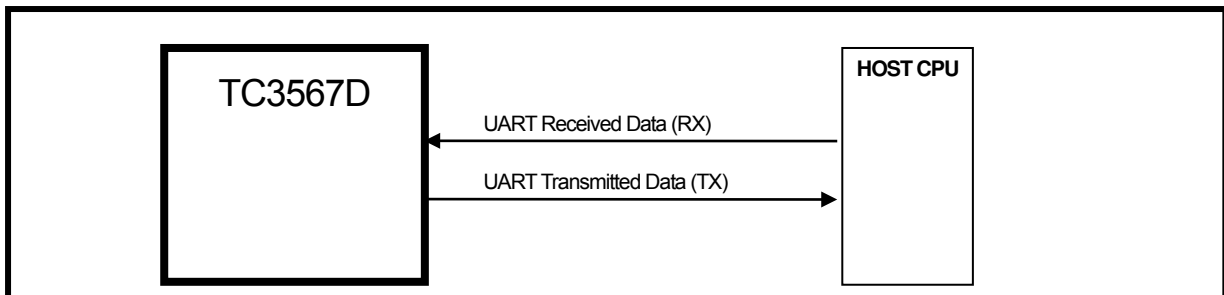 TC3567D
HOST CPU
UART Received Data (RX)
UART Transmitted Data (TX)